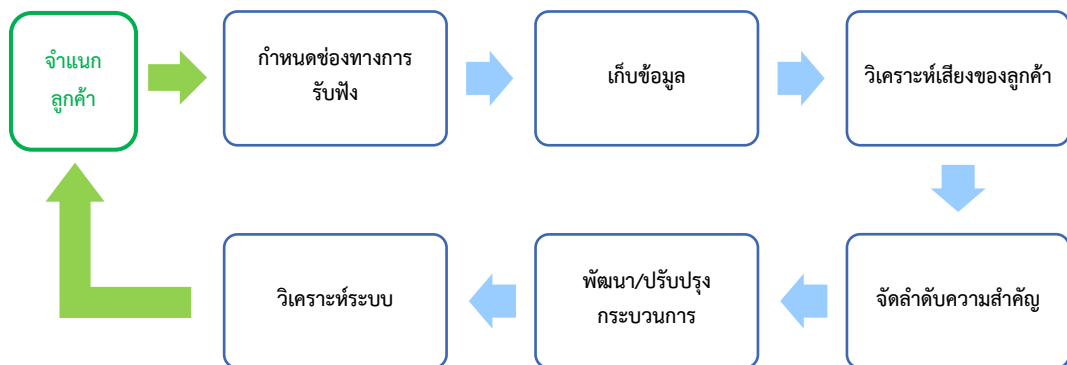 จำแนก
ลูกค้า
กำหนดช่องทางการ
รับฟัง
เก็บข้อมูล
วิเคราะห์เสียงของลูกค้า
จัดลำดับความสำคัญ
พัฒนา/ปรับปรุง
กระบวนการ
วิเคราะห์ระบบ